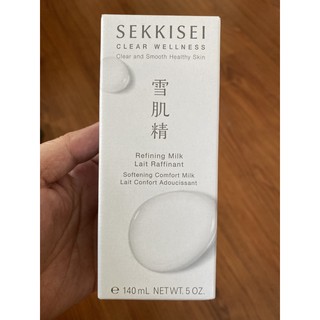 SEKKISEI
CLEAR WELLNESS
Clear and Smooth Healthy Skin
雪
肌
精
Refining Milk
Lait Raffinant
Softening Comfort Milk
Lait Confort Adoucissant
℮ 140 mL NET WT. 5 OZ.